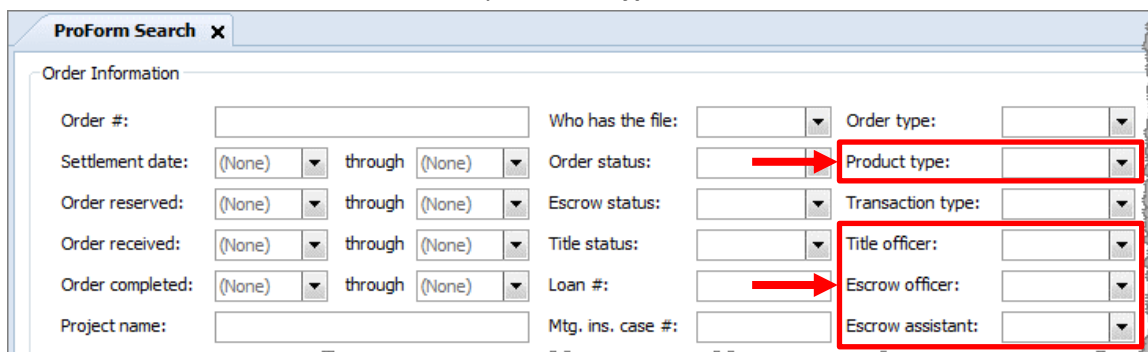 ProForm Search
Order Information
Order #: Who has the file: Order type:
Settlement date: (None) through (None) Order status: Product type:
Order reserved: (None) through (None) Escrow status: Transaction type:
Order received: (None) through (None) Title status: Title officer:
Order completed: (None) through (None) Loan #: Escrow officer:
Project name: Mtg. ins. case #: Escrow assistant: